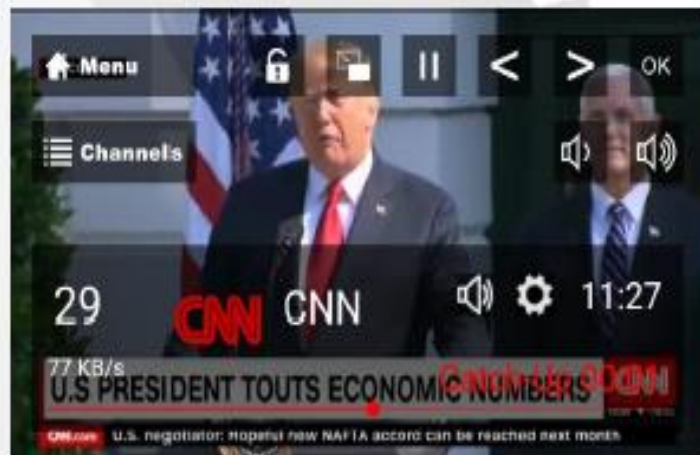 Menu
OK
Channels
29 CNN CNN 11:27
77 KB/s
U.S PRESIDENT TOUTS ECONOMIC NUMBERS CNN
CNN.com U.S. negotiator: Hopeful new NAFTA accord can be reached next month